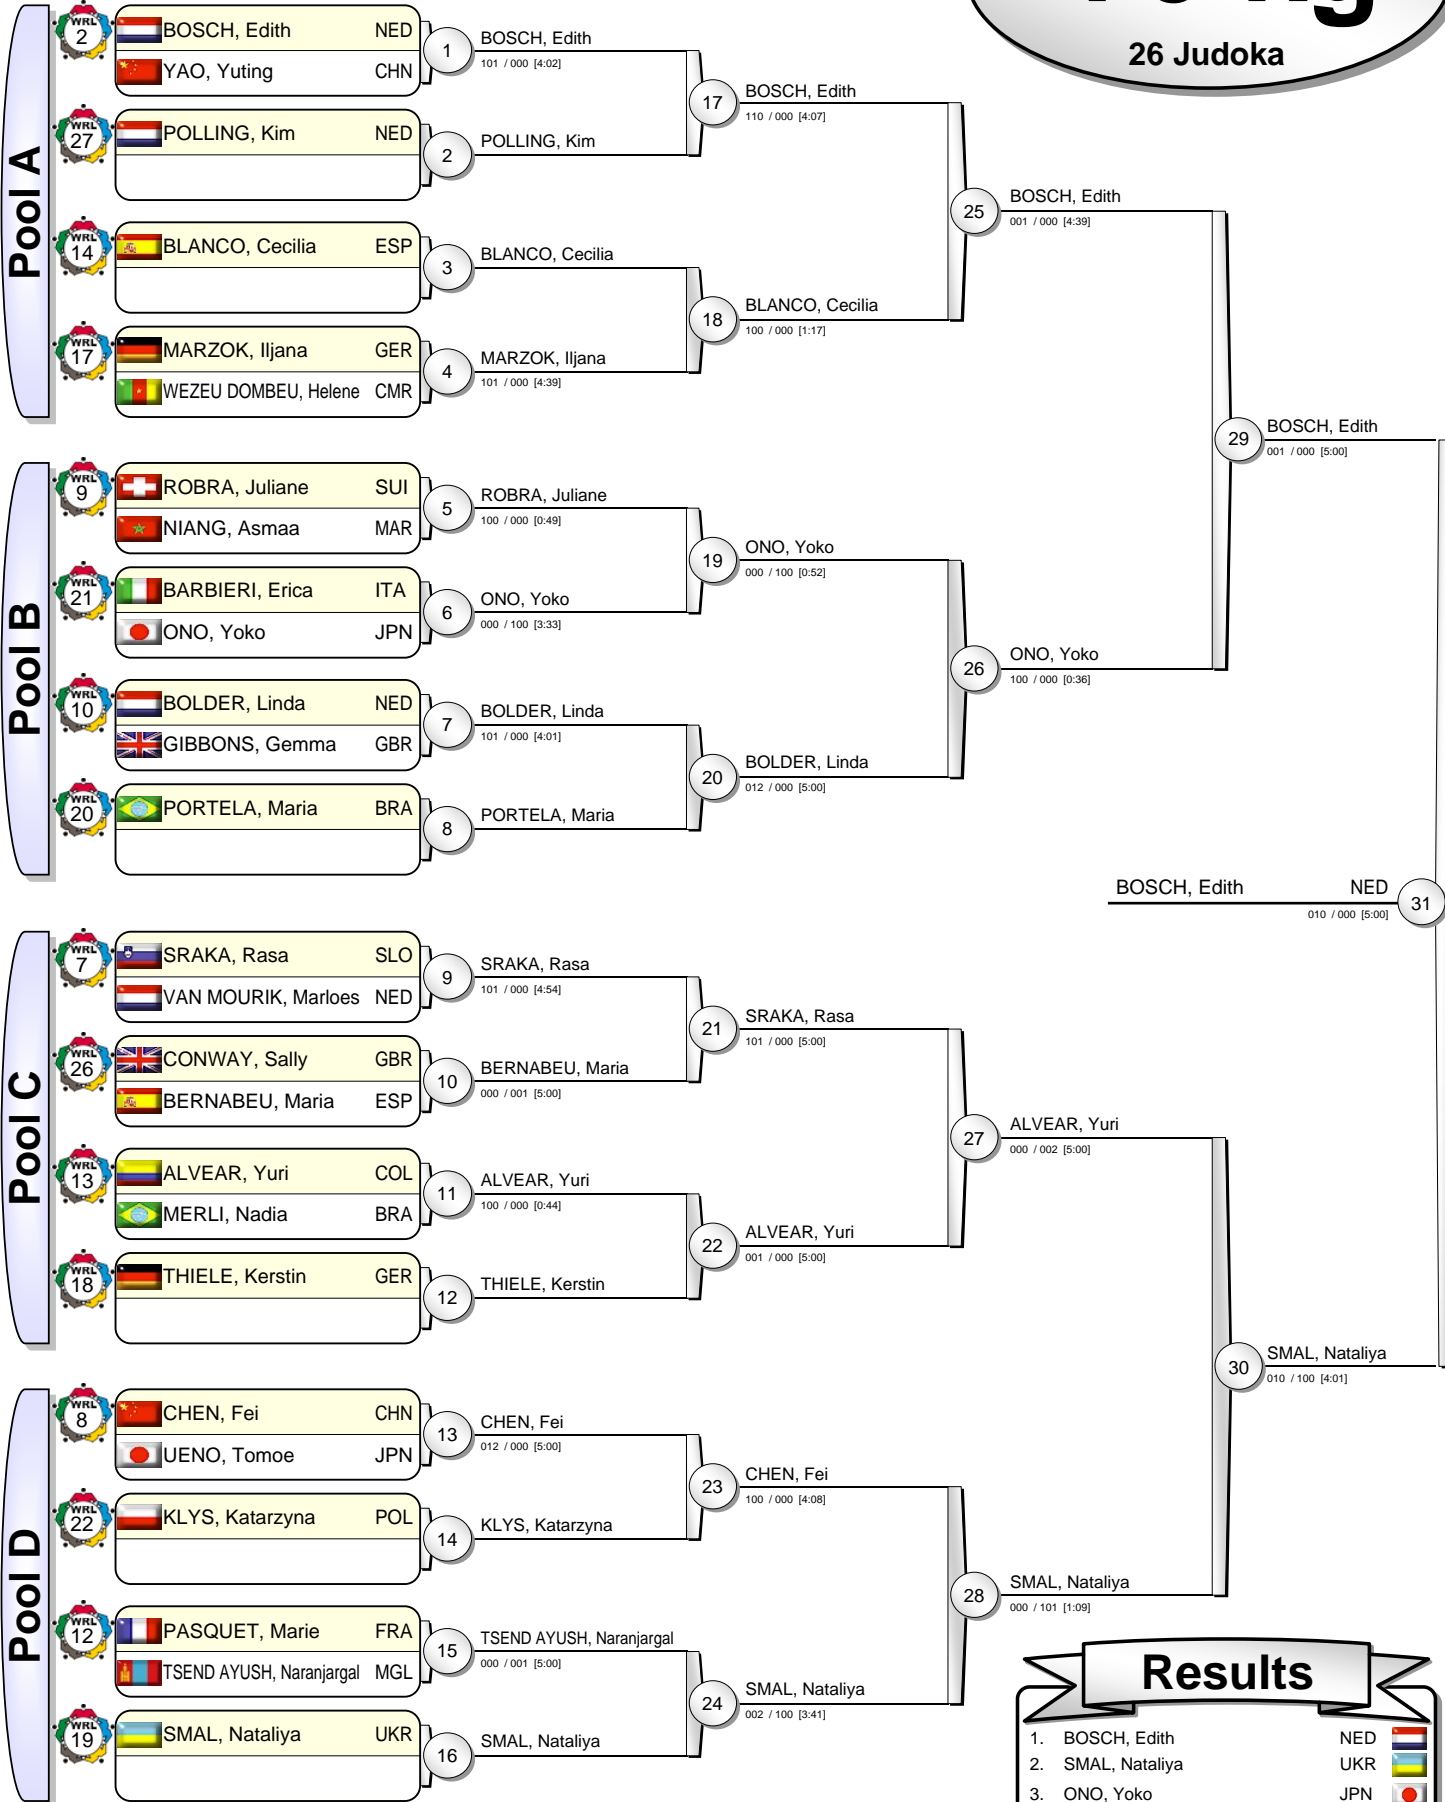 26 Judoka
Pool A
WRL 2
BOSCH, Edith NED
YAO, Yuting CHN
WRL 27
POLLING, Kim NED
WRL 14
BLANCO, Cecilia ESP
WRL 17
MARZOK, Iljana GER
WEZEU DOMBEU, Helene CMR
1
BOSCH, Edith
101 / 000 [4:02]
2
POLLING, Kim
3
BLANCO, Cecilia
4
MARZOK, Iljana
101 / 000 [4:39]
17
BOSCH, Edith
110 / 000 [4:07]
18
BLANCO, Cecilia
100 / 000 [1:17]
25
BOSCH, Edith
001 / 000 [4:39]
Pool B
WRL 9
ROBRA, Juliane SUI
NIANG, Asmaa MAR
WRL 21
BARBIERI, Erica ITA
ONO, Yoko JPN
WRL 10
BOLDER, Linda NED
GIBBONS, Gemma GBR
WRL 20
PORTELA, Maria BRA
5
ROBRA, Juliane
100 / 000 [0:49]
6
ONO, Yoko
000 / 100 [3:33]
7
BOLDER, Linda
101 / 000 [4:01]
8
PORTELA, Maria
19
ONO, Yoko
000 / 100 [0:52]
20
BOLDER, Linda
012 / 000 [5:00]
26
ONO, Yoko
100 / 000 [0:36]
29
BOSCH, Edith
001 / 000 [5:00]
BOSCH, Edith NED
010 / 000 [5:00]
31
Pool C
WRL 7
SRAKA, Rasa SLO
VAN MOURIK, Marloes NED
WRL 26
CONWAY, Sally GBR
BERNABEU, Maria ESP
WRL 13
ALVEAR, Yuri COL
MERLI, Nadia BRA
WRL 18
THIELE, Kerstin GER
9
SRAKA, Rasa
101 / 000 [4:54]
10
BERNABEU, Maria
000 / 001 [5:00]
11
ALVEAR, Yuri
100 / 000 [0:44]
12
THIELE, Kerstin
21
SRAKA, Rasa
101 / 000 [5:00]
22
ALVEAR, Yuri
001 / 000 [5:00]
27
ALVEAR, Yuri
000 / 002 [5:00]
Pool D
WRL 8
CHEN, Fei CHN
UENO, Tomoe JPN
WRL 22
KLYS, Katarzyna POL
WRL 12
PASQUET, Marie FRA
TSEND AYUSH, Naranjargal MGL
WRL 19
SMAL, Nataliya UKR
13
CHEN, Fei
012 / 000 [5:00]
14
KLYS, Katarzyna
15
TSEND AYUSH, Naranjargal
000 / 001 [5:00]
16
SMAL, Nataliya
23
CHEN, Fei
100 / 000 [4:08]
24
SMAL, Nataliya
002 / 100 [3:41]
28
SMAL, Nataliya
000 / 101 [1:09]
30
SMAL, Nataliya
010 / 100 [4:01]
Results
1. BOSCH, Edith NED
2. SMAL, Nataliya UKR
3. ONO, Yoko JPN